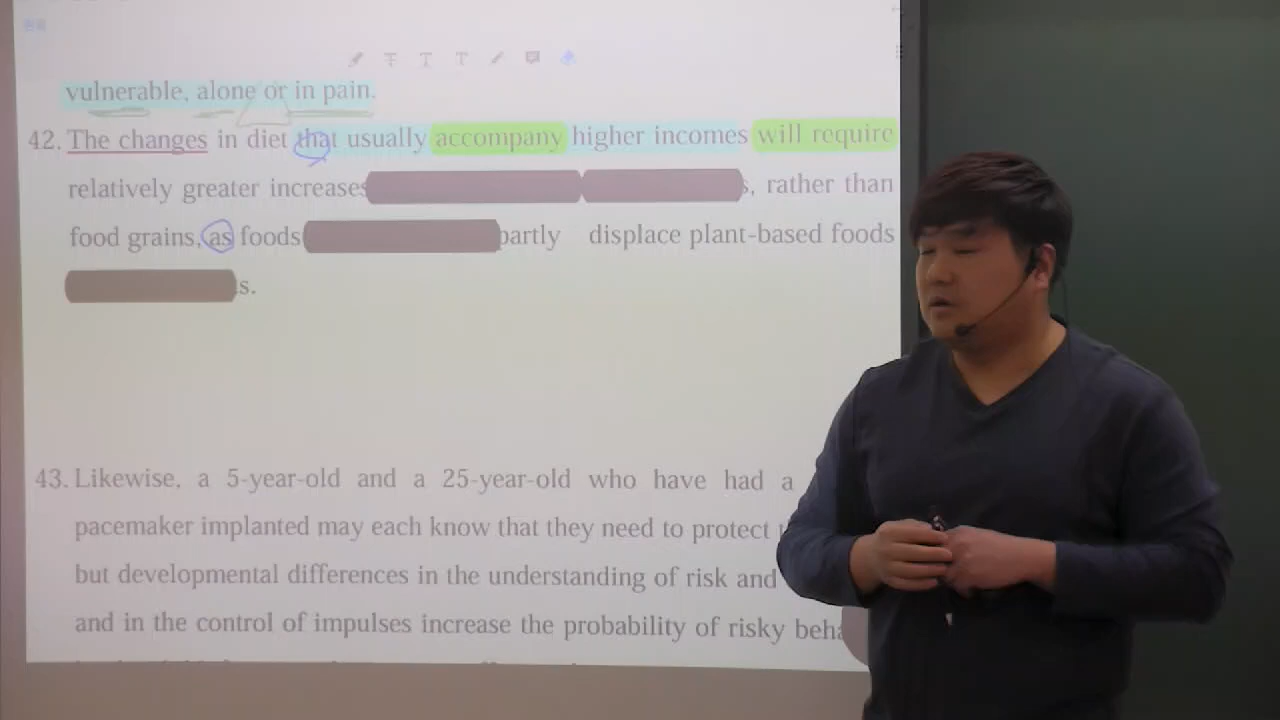 vulnerable, alone or in pain.
42. The changes in diet that usually accompany higher incomes will require
relatively greater increases s, rather than
food grains, as foods partly displace plant-based foods
s.
43. Likewise, a 5-year-old and a 25-year-old who have had a
pacemaker implanted may each know that they need to protect
but developmental differences in the understanding of risk and
and in the control of impulses increase the probability of risky